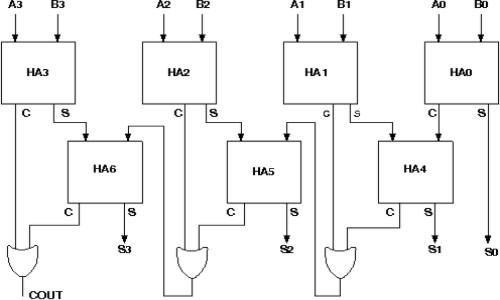 A3 B3 A2 B2 A1 B1 A0 B0
HA3 HA2 HA1 HA0
C S C S C S C S
HA6 HA5 HA4
C S C S C S
S3 S2 S1 S0
COUT